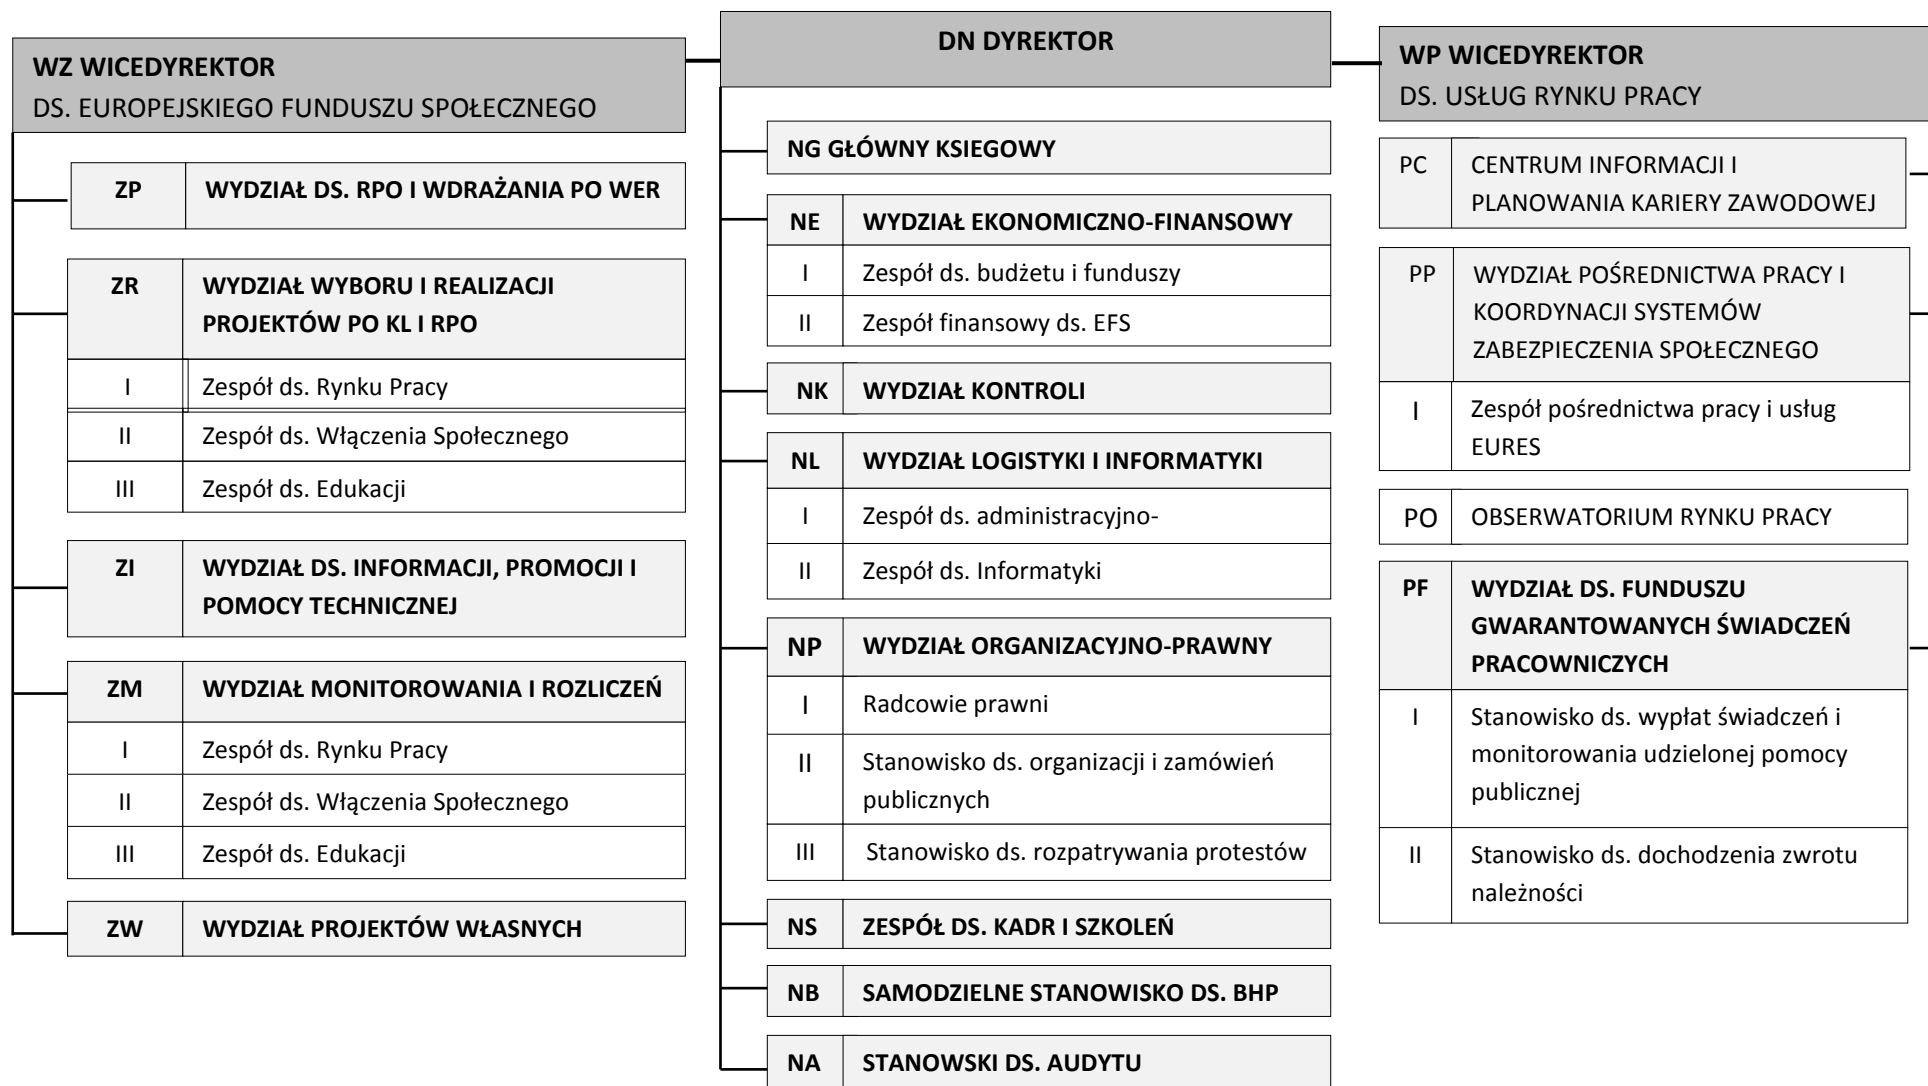 WZ WICEDYREKTOR
DS. EUROPEJSKIEGO FUNDUSZU SPOŁECZNEGO
ZP WYDZIAŁ DS. RPO I WDRAŻANIA PO WER
ZR WYDZIAŁ WYBORU I REALIZACJI
PROJEKTÓW PO KL I RPO
I Zespół ds. Rynku Pracy
II Zespół ds. Włączenia Społecznego
III Zespół ds. Edukacji
ZI WYDZIAŁ DS. INFORMACJI, PROMOCJI I
POMOCY TECHNICZNEJ
ZM WYDZIAŁ MONITOROWANIA I ROZLICZEŃ
I Zespół ds. Rynku Pracy
II Zespół ds. Włączenia Społecznego
III Zespół ds. Edukacji
ZW WYDZIAŁ PROJEKTÓW WŁASNYCH
DN DYREKTOR
NG GŁÓWNY KSIEGOWY
NE WYDZIAŁ EKONOMICZNO-FINANSOWY
I Zespół ds. budżetu i funduszy
II Zespół finansowy ds. EFS
NK WYDZIAŁ KONTROLI
NL WYDZIAŁ LOGISTYKI I INFORMATYKI
I Zespół ds. administracyjno-
II Zespół ds. Informatyki
NP WYDZIAŁ ORGANIZACYJNO-PRAWNY
I Radcowie prawni
II Stanowisko ds. organizacji i zamówień
publicznych
III Stanowisko ds. rozpatrywania protestów
NS ZESPÓŁ DS. KADR I SZKOLEŃ
NB SAMODZIELNE STANOWISKO DS. BHP
NA STANOWSKI DS. AUDYTU
WP WICEDYREKTOR
DS. USŁUG RYNKU PRACY
PC CENTRUM INFORMACJI I
PLANOWANIA KARIERY ZAWODOWEJ
PP WYDZIAŁ POŚREDNICTWA PRACY I
KOORDYNACJI SYSTEMÓW
ZABEZPIECZENIA SPOŁECZNEGO
I Zespół pośrednictwa pracy i usług
EURES
PO OBSERWATORIUM RYNKU PRACY
PF WYDZIAŁ DS. FUNDUSZU
GWARANTOWANYCH ŚWIADCZEŃ
PRACOWNICZYCH
I Stanowisko ds. wypłat świadczeń i
monitorowania udzielonej pomocy
publicznej
II Stanowisko ds. dochodzenia zwrotu
należności